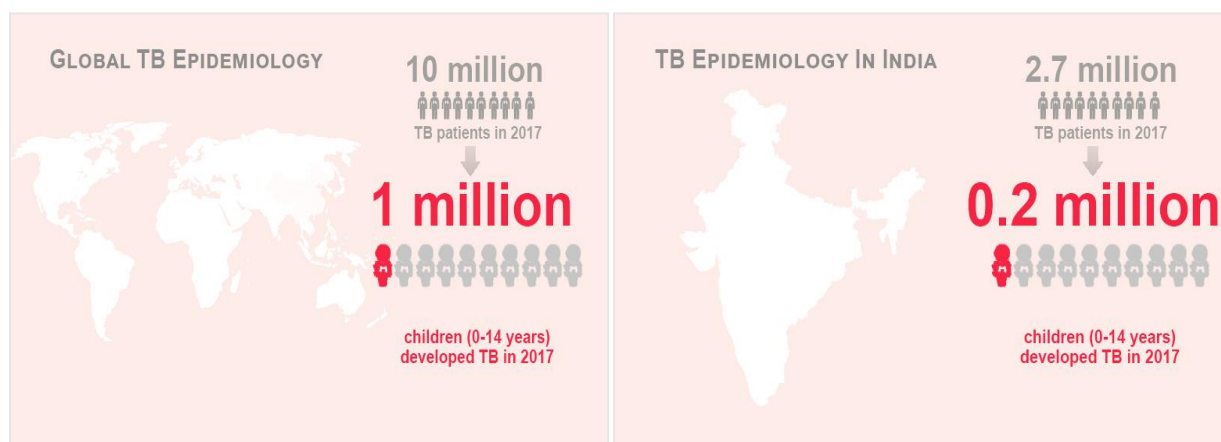 GLOBAL TB EPIDEMIOLOGY
10 million
TB patients in 2017
1 million
children (0-14 years)
developed TB in 2017
TB EPIDEMIOLOGY IN INDIA
2.7 million
TB patients in 2017
0.2 million
children (0-14 years)
developed TB in 2017